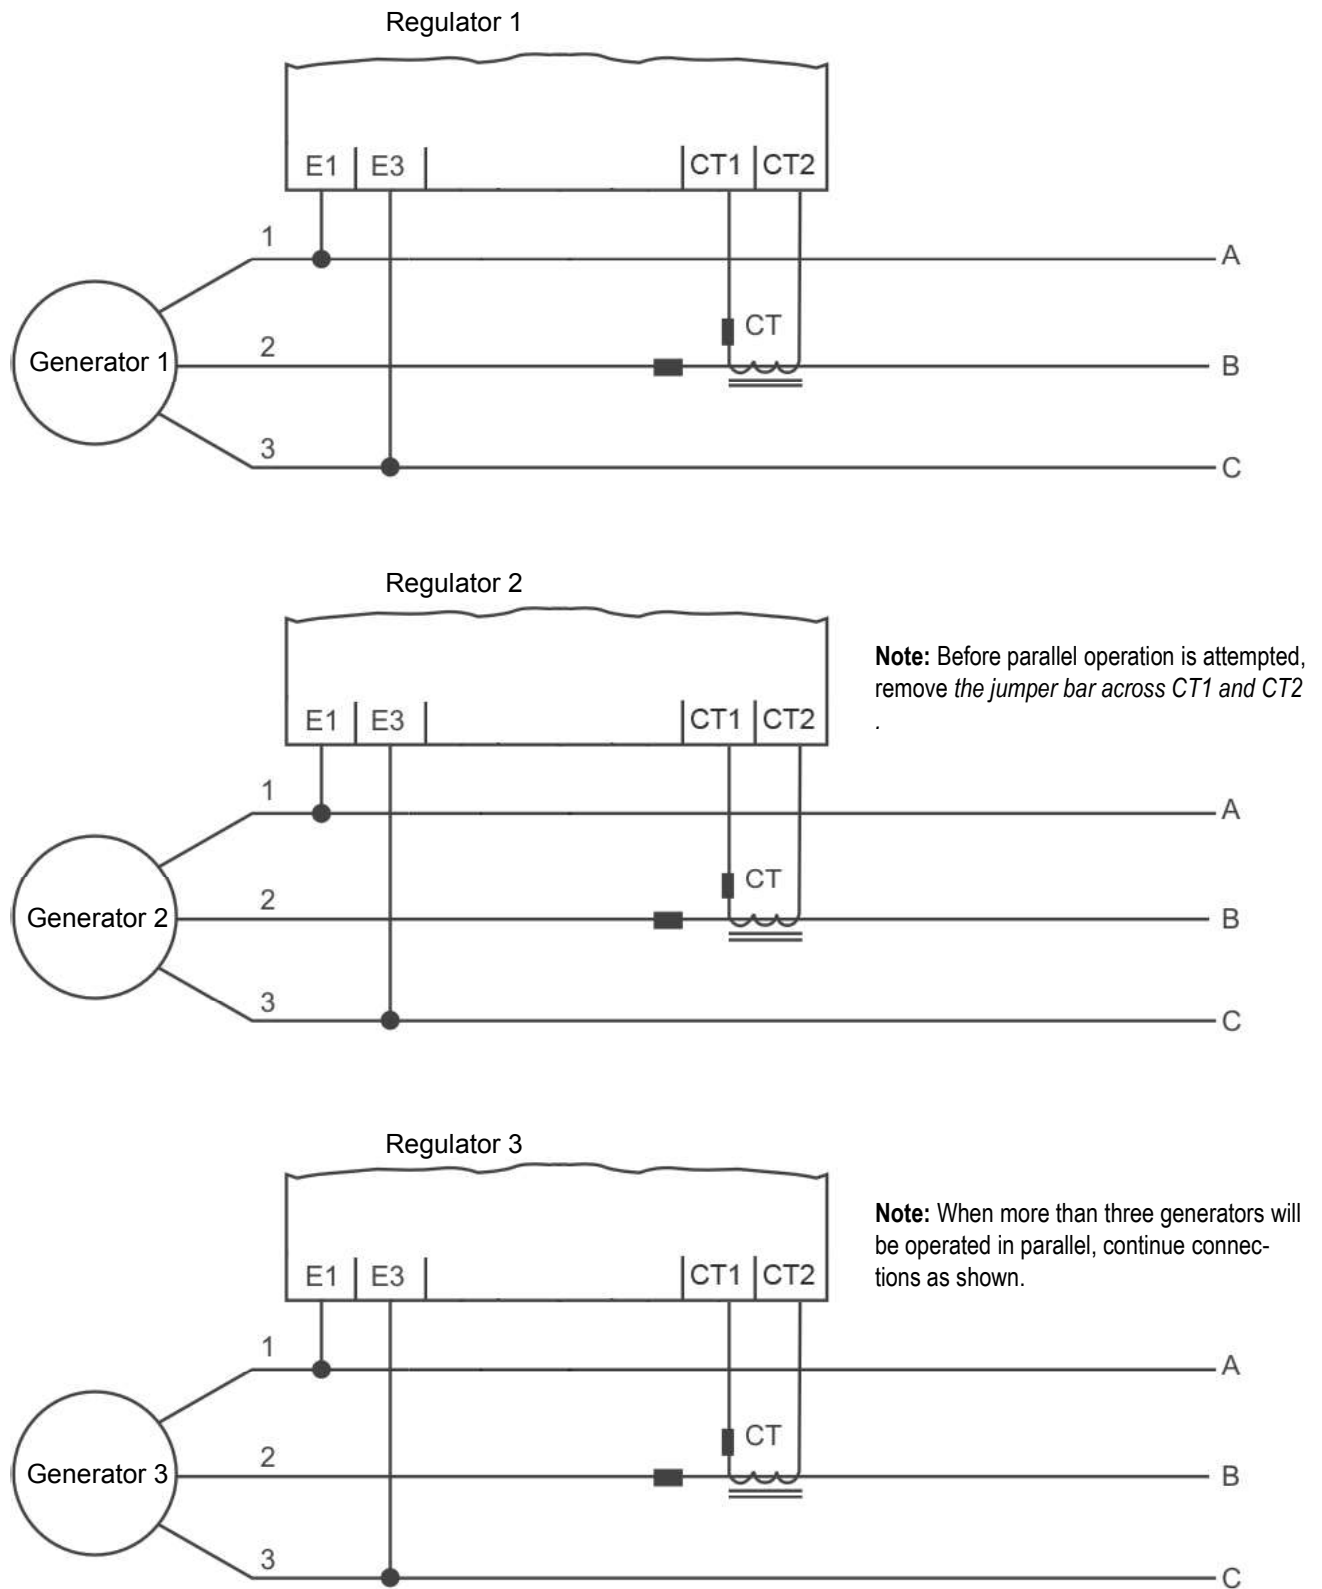 Regulator 1
E1 E3 CT1 CT2
1 A
CT
Generator 1 2 B
3 C
Regulator 2
Note: Before parallel operation is attempted,
remove the jumper bar across CT1 and CT2
.
E1 E3 CT1 CT2
1 A
CT
Generator 2 2 B
3 C
Regulator 3
Note: When more than three generators will
be operated in parallel, continue connec-
tions as shown.
E1 E3 CT1 CT2
1 A
CT
Generator 3 2 B
3 C